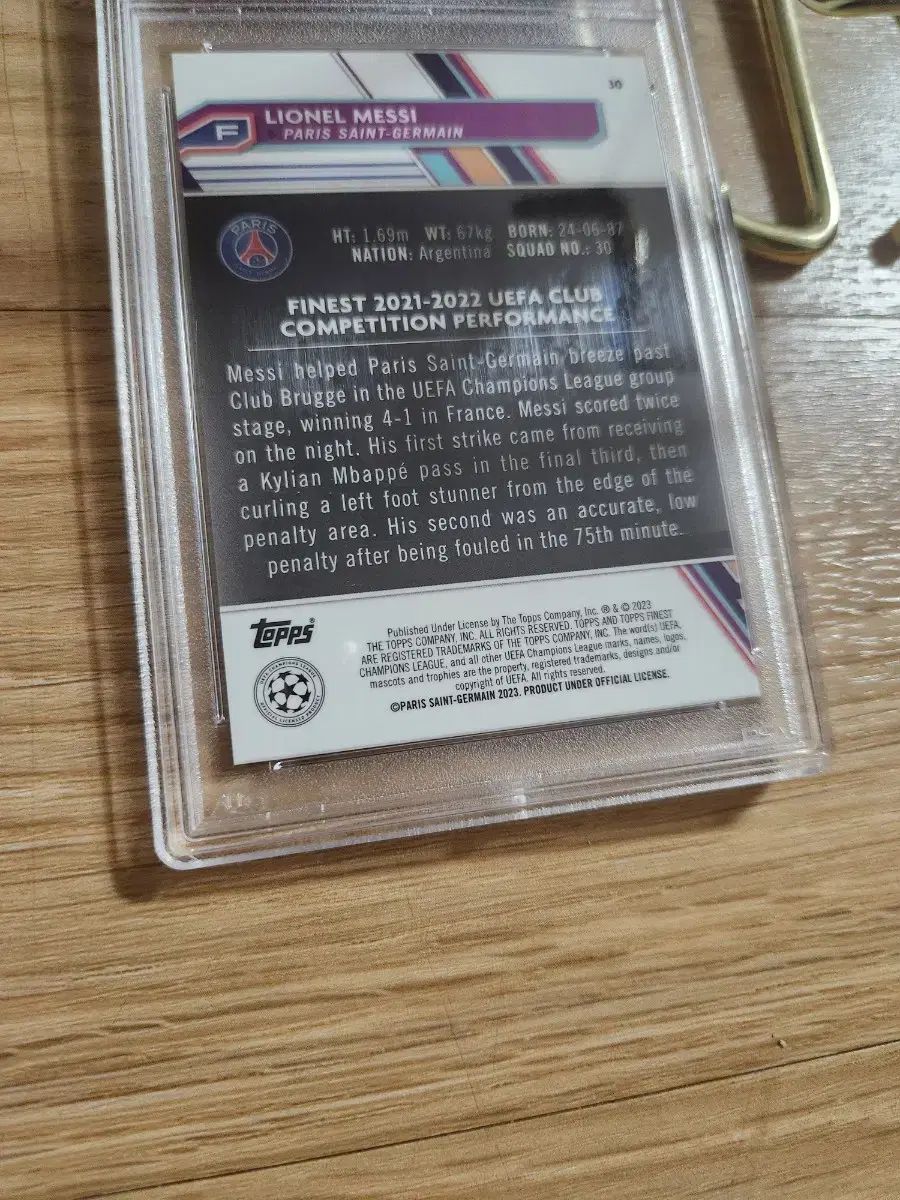 30
F
LIONEL MESSI
PARIS SAINT-GERMAIN
PARIS
HT: 1.69m WT: 67kg BORN: 24-06-87
NATION: Argentina SQUAD NO.: 30
FINEST 2021-2022 UEFA CLUB
COMPETITION PERFORMANCE
Messi helped Paris Saint-Germain breeze past
Club Brugge in the UEFA Champions League group
stage, winning 4-1 in France. Messi scored twice
on the night. His first strike came from receiving
a Kylian Mbappé pass in the final third, then
curling a left foot stunner from the edge of the
penalty area. His second was an accurate, low
penalty after being fouled in the 75th minute.
Topps®
Published Under License by The Topps Company, Inc. ® & © 2023
THE TOPPS COMPANY, INC. ALL RIGHTS RESERVED. TOPPS AND TOPPS FINEST
ARE REGISTERED TRADEMARKS OF THE TOPPS COMPANY, INC. The word(s) UEFA,
CHAMPIONS LEAGUE, and all other UEFA Champions League marks, names, logos,
mascots and trophies are the property, registered trademarks, designs and/or
copyright of UEFA. All rights reserved.
©PARIS SAINT-GERMAIN 2023. PRODUCT UNDER OFFICIAL LICENSE.